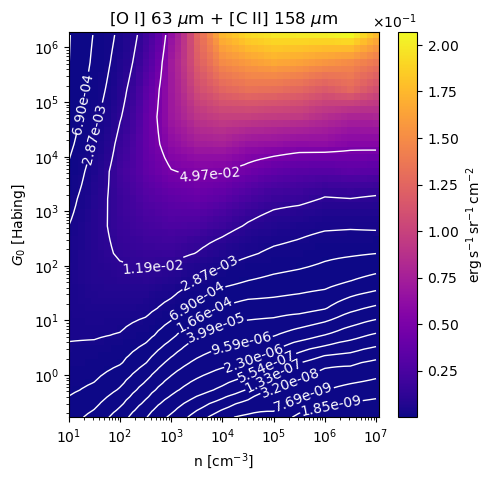 [O I] 63 μm + [C II] 158 μm
×10⁻¹
10⁶
10⁵
10⁴
10³
10²
10¹
10⁰
G₀ [Habing]
10¹ 10² 10³ 10⁴ 10⁵ 10⁶ 10⁷
n [cm⁻³]
6.90e-04
2.87e-03
4.97e-02
1.19e-02
2.87e-03
6.90e-04
1.66e-04
3.99e-05
9.59e-06
2.30e-06
5.54e-07
1.33e-07
3.20e-08
7.69e-09
1.85e-09
2.00
1.75
1.50
1.25
1.00
0.75
0.50
0.25
erg s⁻¹ sr⁻¹ cm⁻²